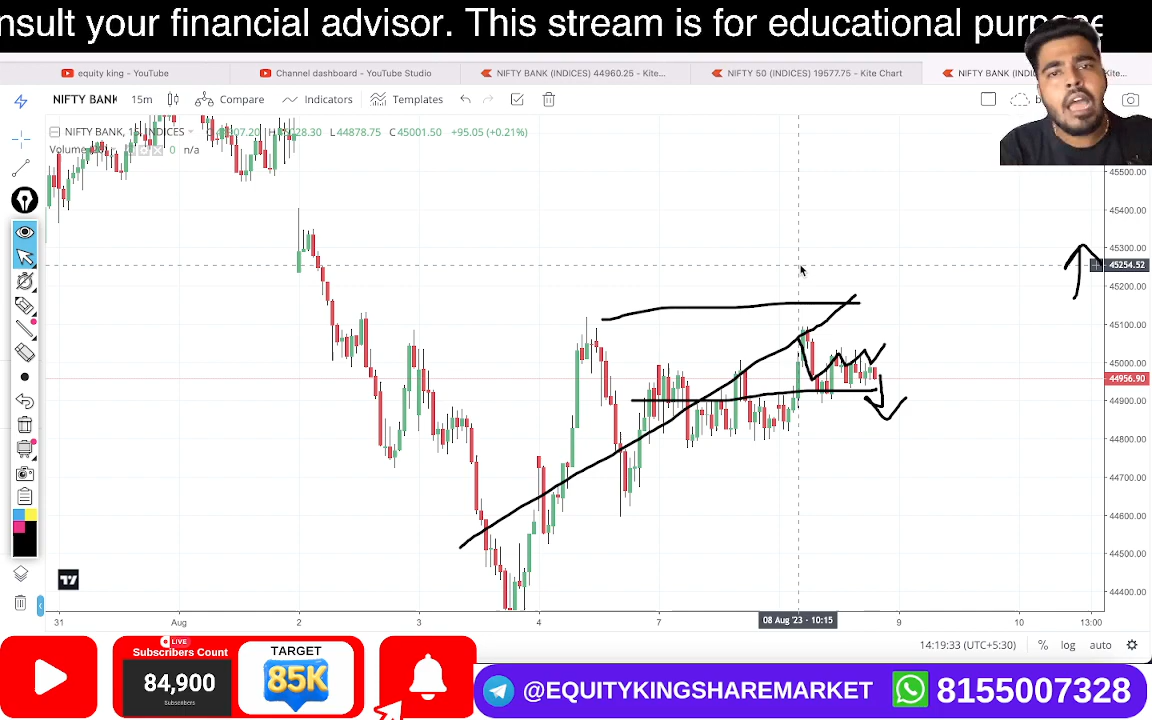 nsult your financial advisor. This stream is for educational purpose
equity king - YouTube
Channel dashboard - YouTube Studio
NIFTY BANK (INDICES) 44960.25 - Kite...
NIFTY 50 (INDICES) 19577.75 - Kite Chart
NIFTY BANK
15m
Compare
Indicators
Templates
NIFTY BANK, 15, INDICES
L44878.75 C45001.50 +95.05 (+0.21%)
Volume
0 n/a
45500.00
45400.00
45300.00
45254.52
45200.00
45100.00
45000.00
44956.90
44900.00
44800.00
44700.00
44600.00
44500.00
44400.00
31
Aug
2
3
4
7
08 Aug '23 - 10:15
9
10
13:00
14:19:33 (UTC+5:30)
%
log
auto
LIVE
Subscribers Count
84,900
Subscribers
TARGET
85K
@EQUITYKINGSHAREMARKET
8155007328